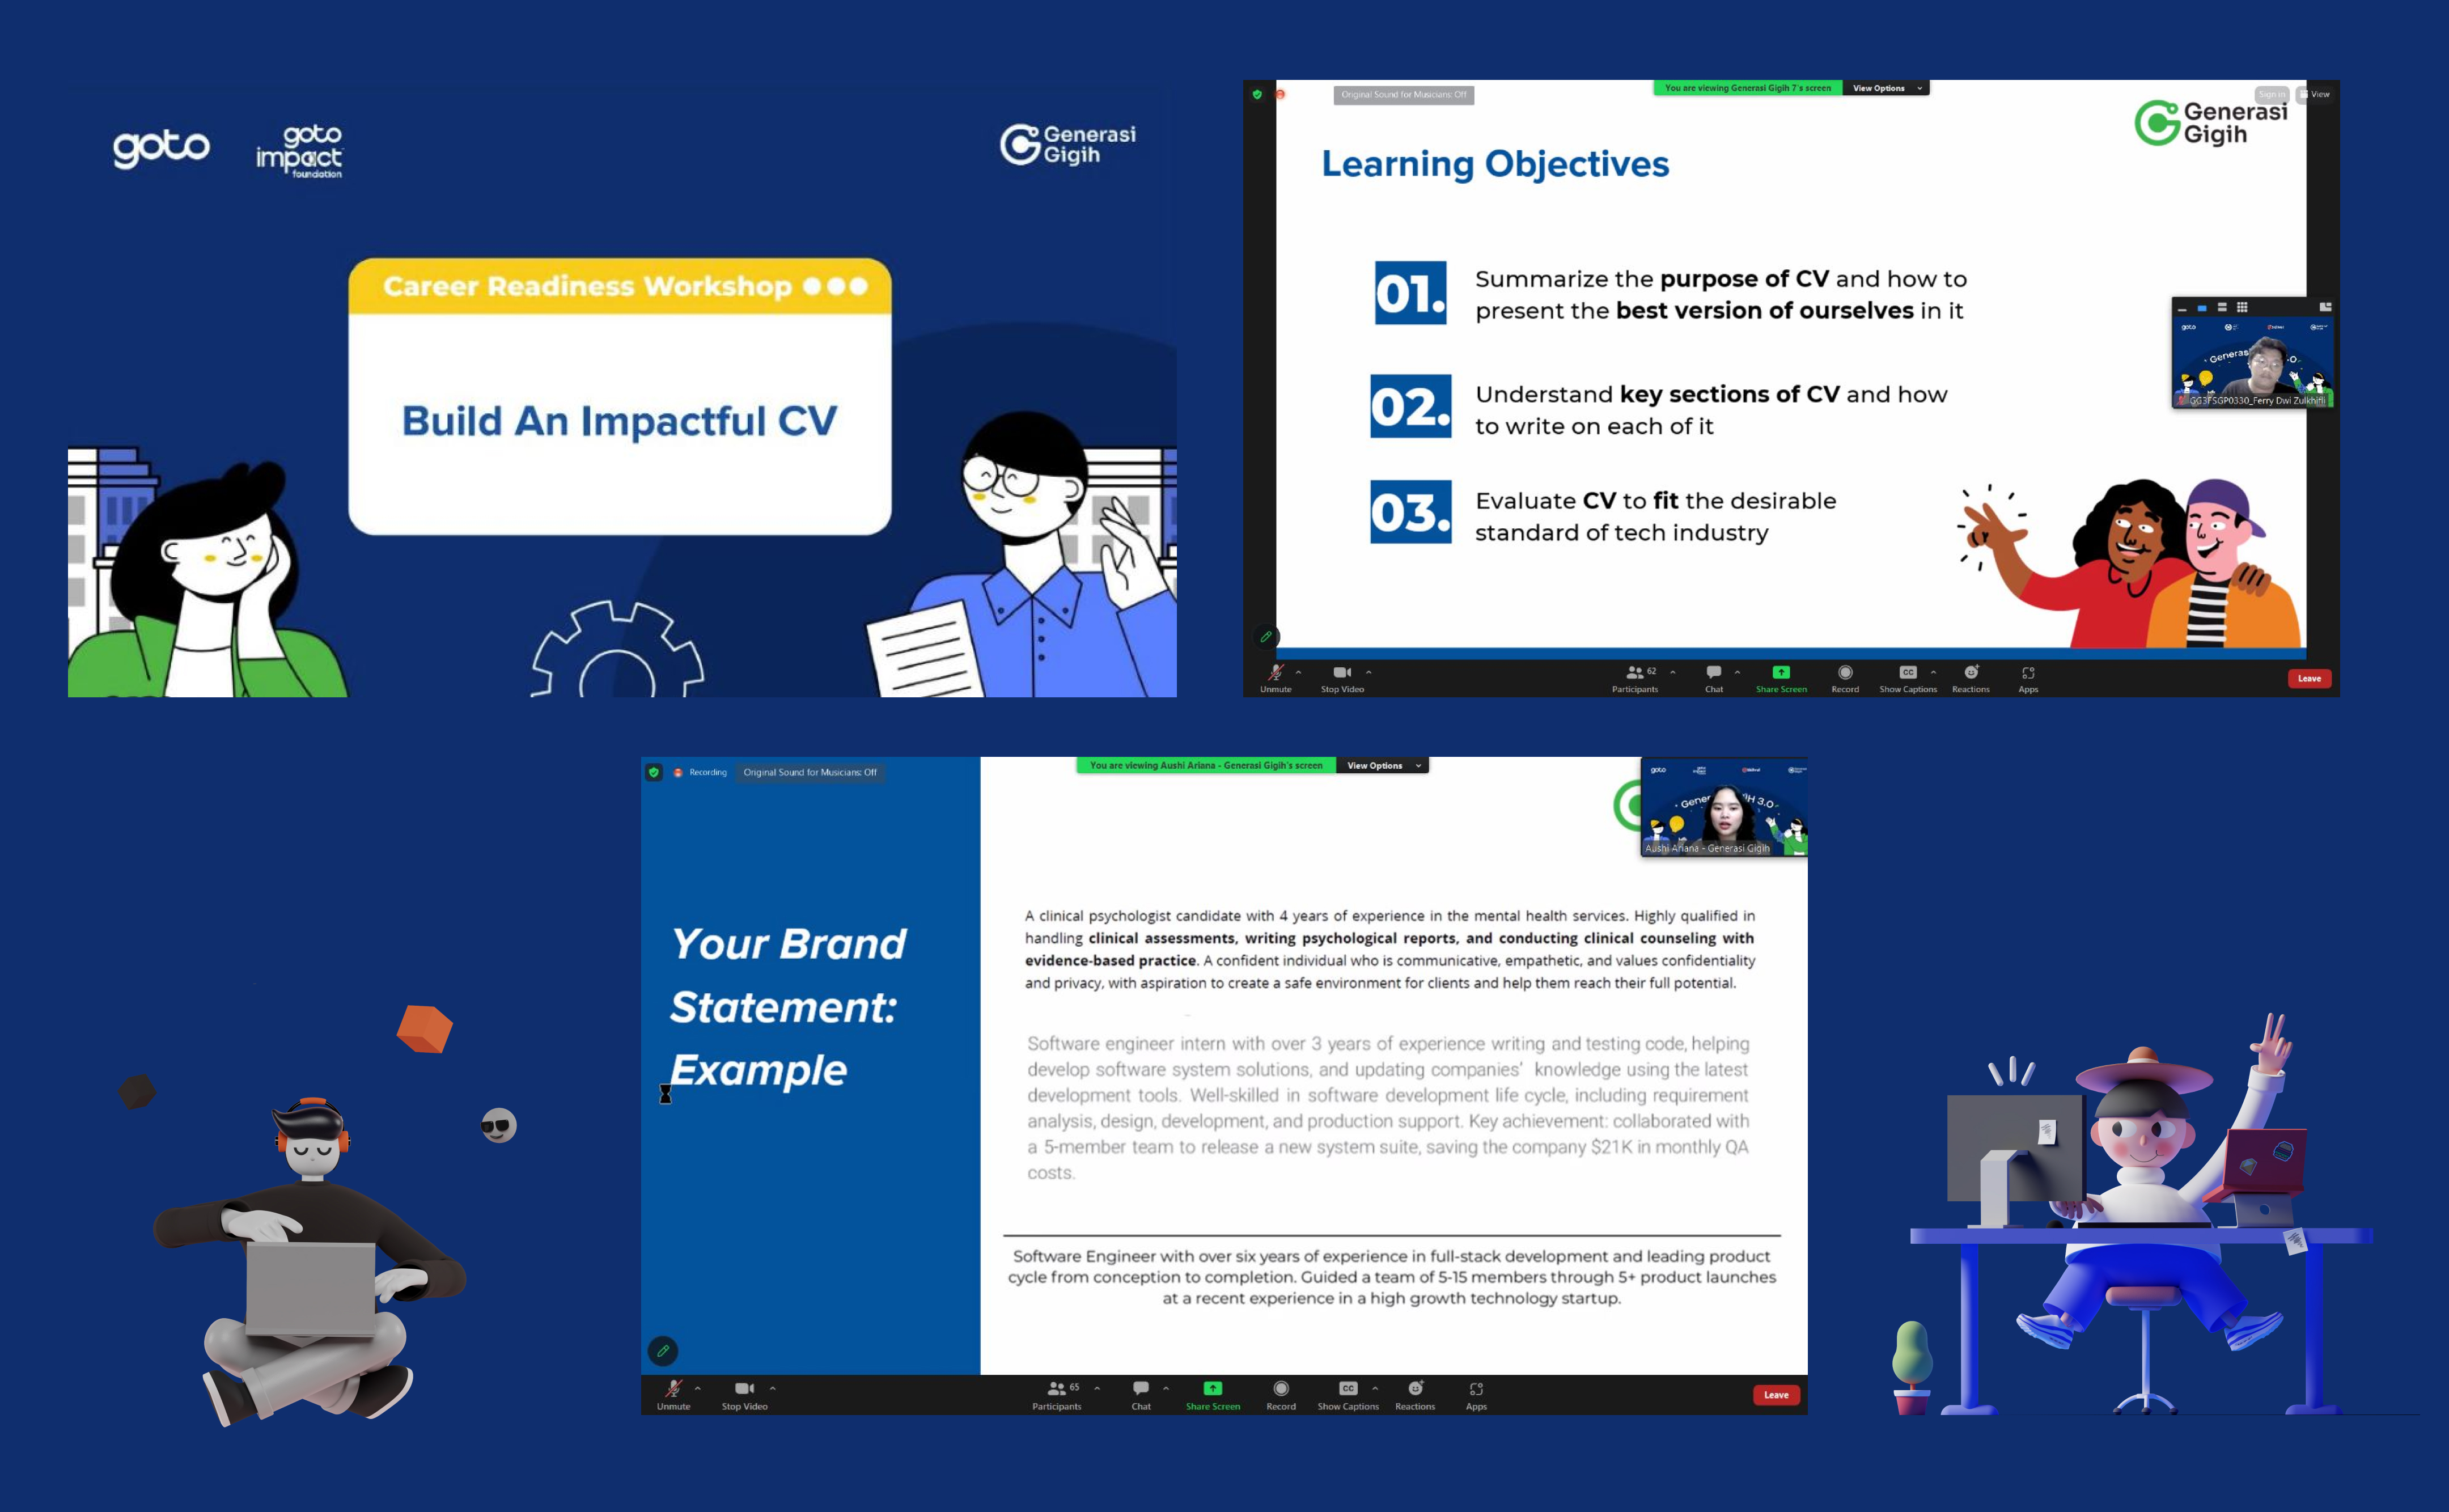 goto
goto
impact
foundation
Generasi
Gigih
Career Readiness Workshop
Build An Impactful CV
Original Sound for Musicians: Off
You are viewing Generasi Gigih 7's screen
View Options
Sign in
View
Generasi
Gigih
Learning Objectives
01.
Summarize the purpose of CV and how to
present the best version of ourselves in it
02.
Understand key sections of CV and how
to write on each of it
03.
Evaluate CV to fit the desirable
standard of tech industry
goto
GG3FSGP0330_Ferry Dwi Zulkhifli
Unmute
Stop Video
62
Participants
Chat
Share Screen
Record
CC
Show Captions
Reactions
Apps
Leave
Recording
Original Sound for Musicians: Off
You are viewing Aushi Ariana - Generasi Gigih's screen
View Options
goto
Aushi Ariana - Generasi Gigih
Your Brand
Statement:
Example
A clinical psychologist candidate with 4 years of experience in the mental health services. Highly qualified in
handling clinical assessments, writing psychological reports, and conducting clinical counseling with
evidence-based practice. A confident individual who is communicative, empathetic, and values confidentiality
and privacy, with aspiration to create a safe environment for clients and help them reach their full potential.
Software engineer intern with over 3 years of experience writing and testing code, helping
develop software system solutions, and updating companies' knowledge using the latest
development tools. Well-skilled in software development life cycle, including requirement
analysis, design, development, and production support. Key achievement: collaborated with
a 5-member team to release a new system suite, saving the company $21K in monthly QA
costs.
Software Engineer with over six years of experience in full-stack development and leading product
cycle from conception to completion. Guided a team of 5-15 members through 5+ product launches
at a recent experience in a high growth technology startup.
Unmute
Stop Video
65
Participants
Chat
Share Screen
Record
CC
Show Captions
Reactions
Apps
Leave